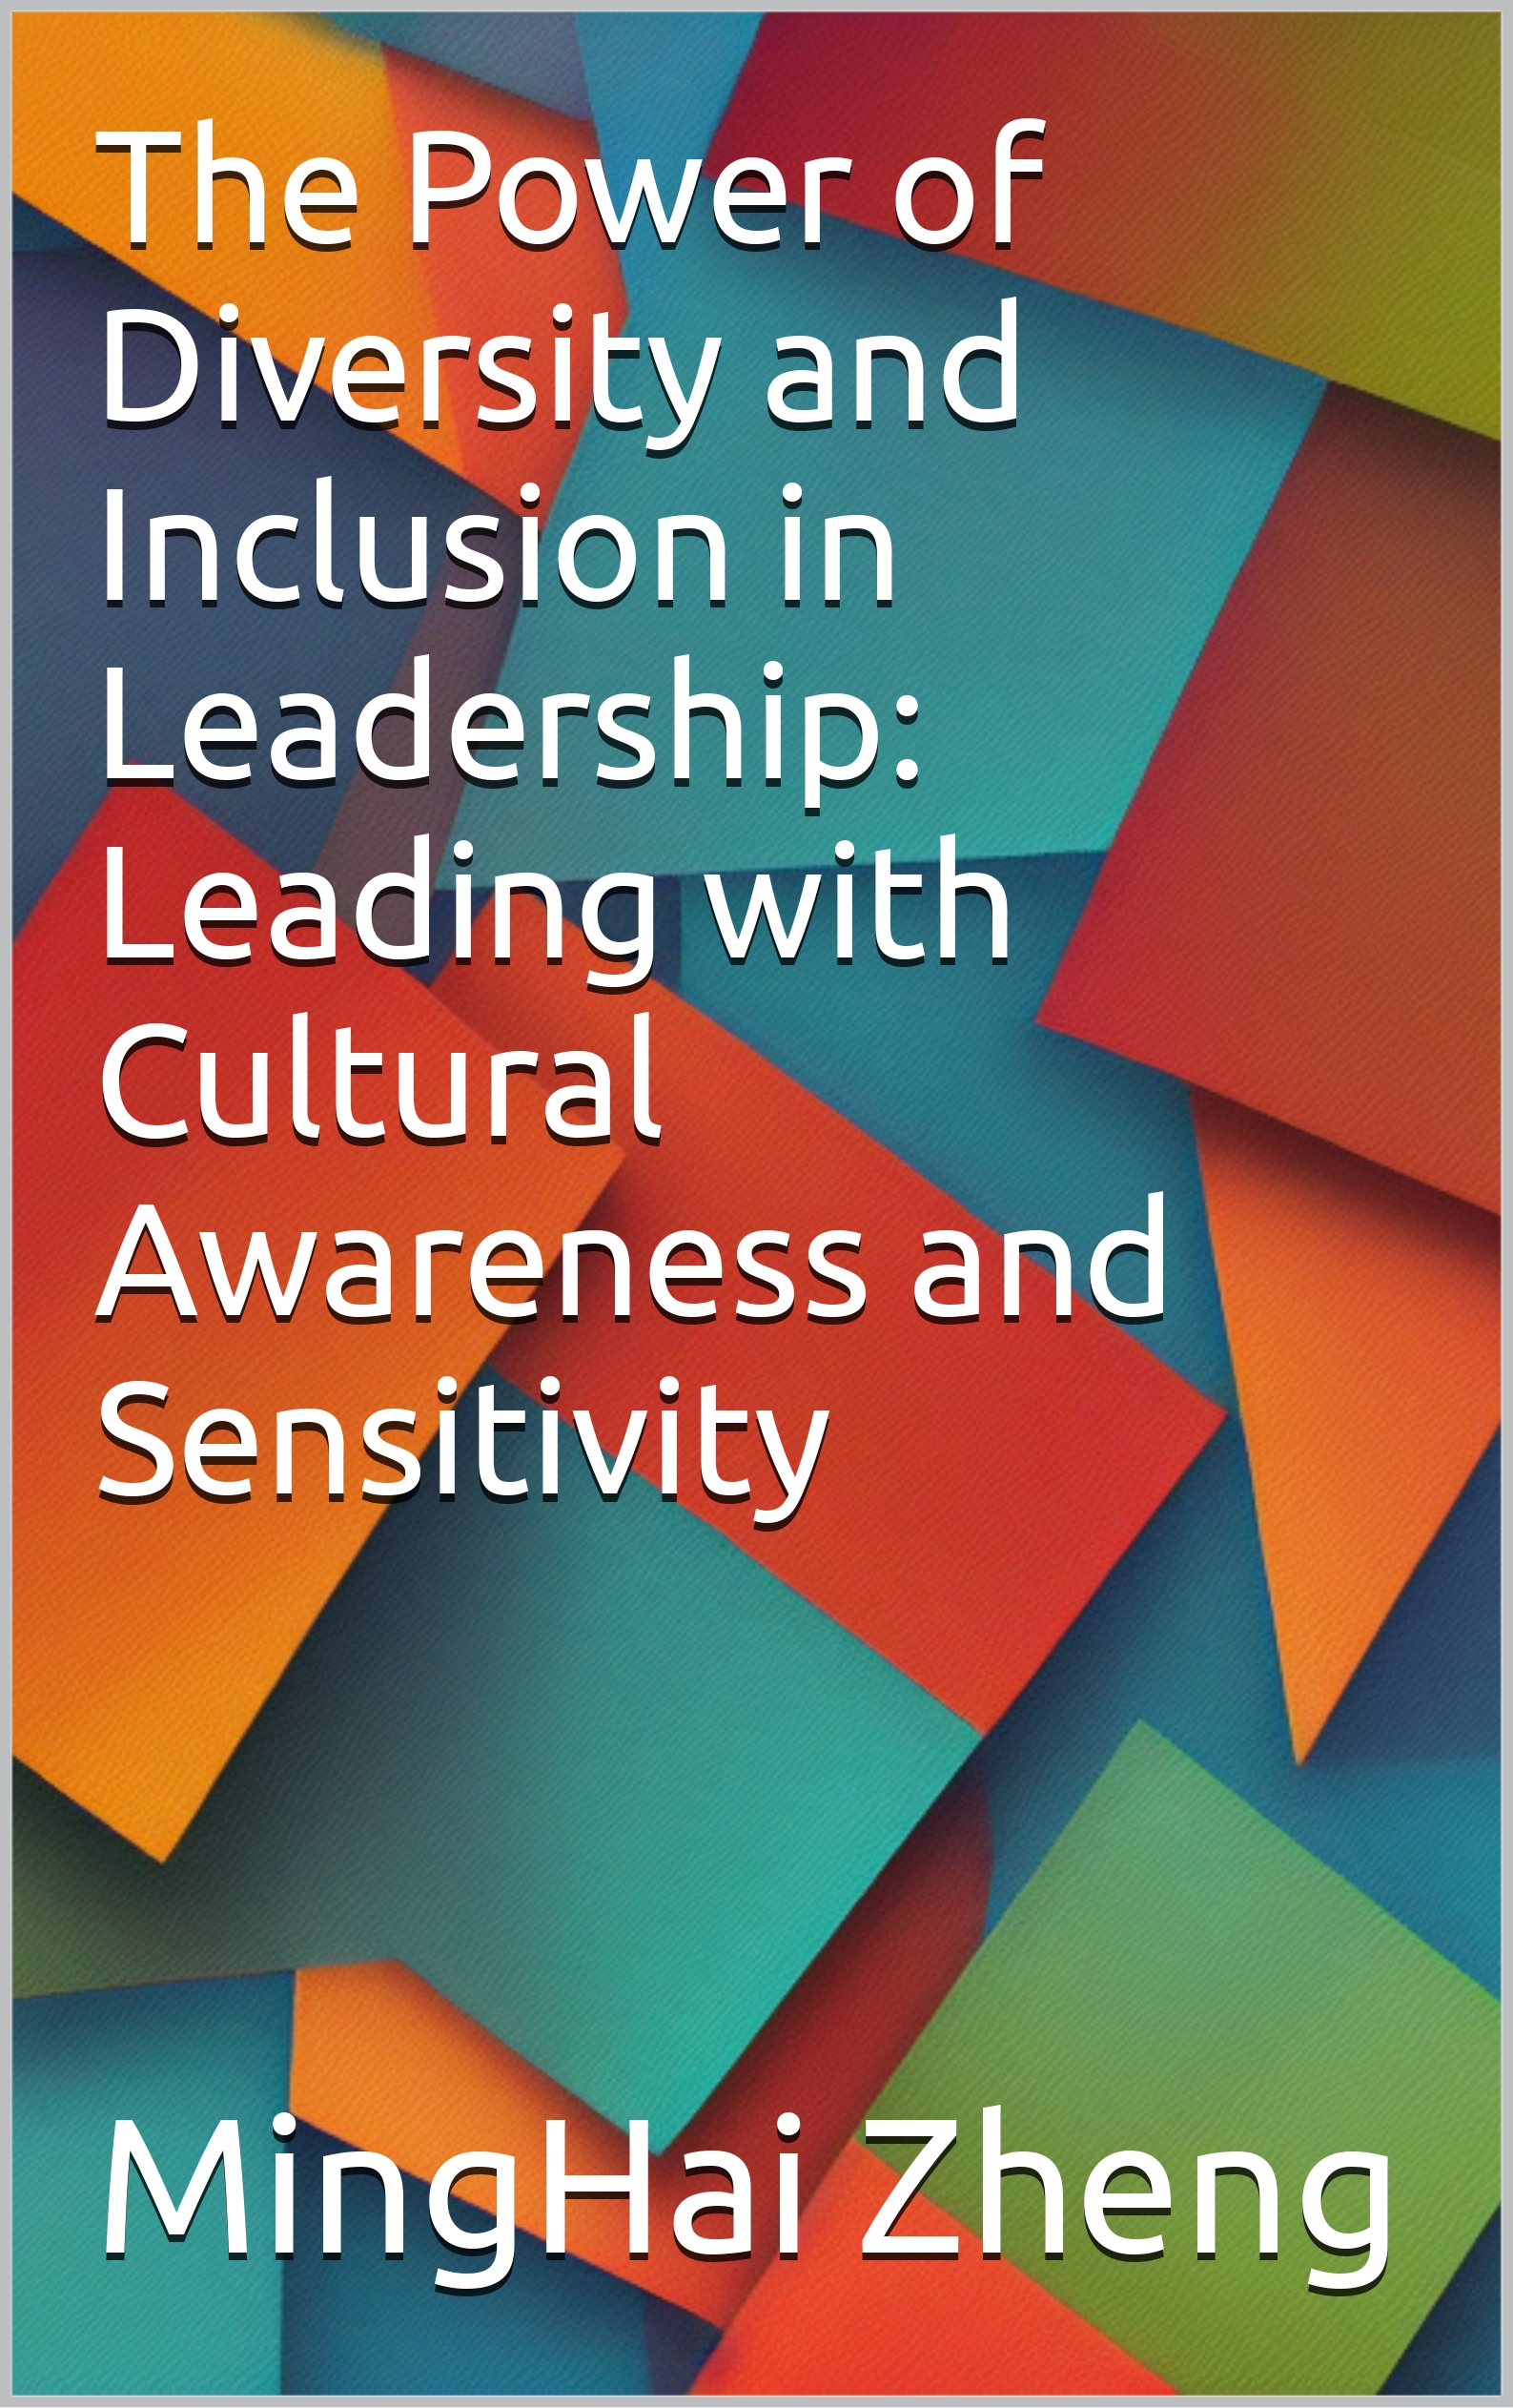 The Power of
Diversity and
Inclusion in
Leadership:
Leading with
Cultural
Awareness and
Sensitivity
MingHai Zheng